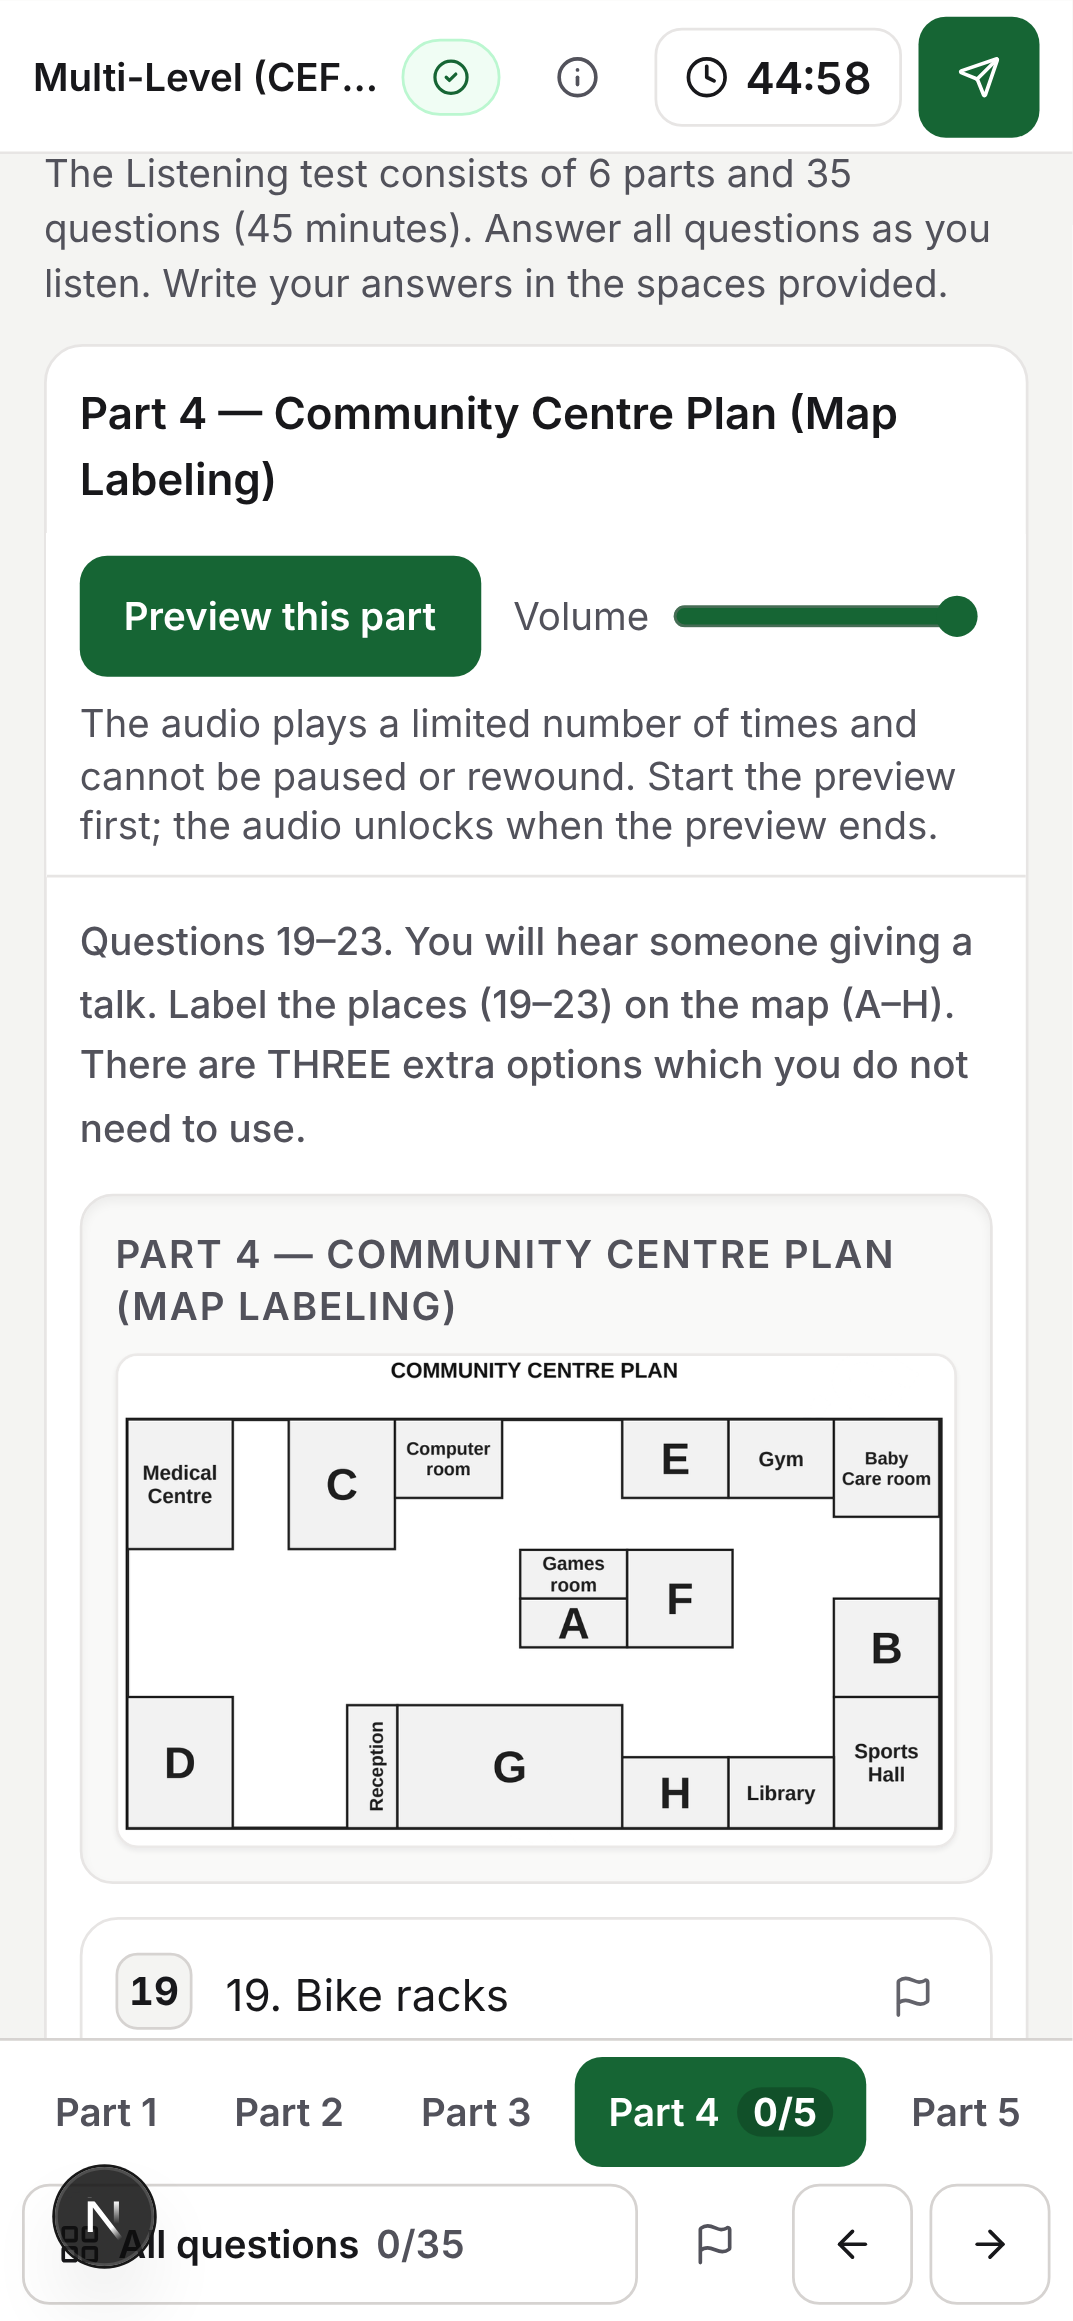 Multi-Level (CEF...
44:58
The Listening test consists of 6 parts and 35
questions (45 minutes). Answer all questions as you
listen. Write your answers in the spaces provided.
Part 4 — Community Centre Plan (Map
Labeling)
Preview this part
Volume
The audio plays a limited number of times and
cannot be paused or rewound. Start the preview
first; the audio unlocks when the preview ends.
Questions 19–23. You will hear someone giving a
talk. Label the places (19–23) on the map (A–H).
There are THREE extra options which you do not
need to use.
PART 4 — COMMUNITY CENTRE PLAN
(MAP LABELING)
COMMUNITY CENTRE PLAN
Medical
Centre
C
Computer
room
E
Gym
Baby
Care room
Games
room
A
F
B
D
Reception
G
H
Library
Sports
Hall
19
19. Bike racks
Part 1
Part 2
Part 3
Part 4 0/5
Part 5
N
All questions 0/35